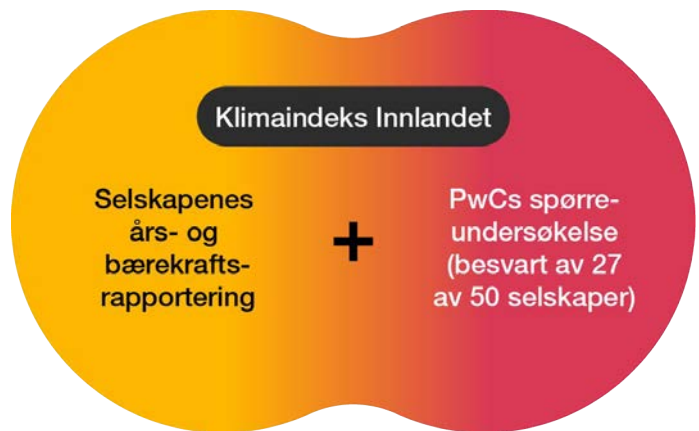 Klimaindeks Innlandet
Selskapenes
års- og
bærekrafts-
rapportering
+
PwCs spørre-
undersøkelse
(besvart av 27
av 50 selskaper)